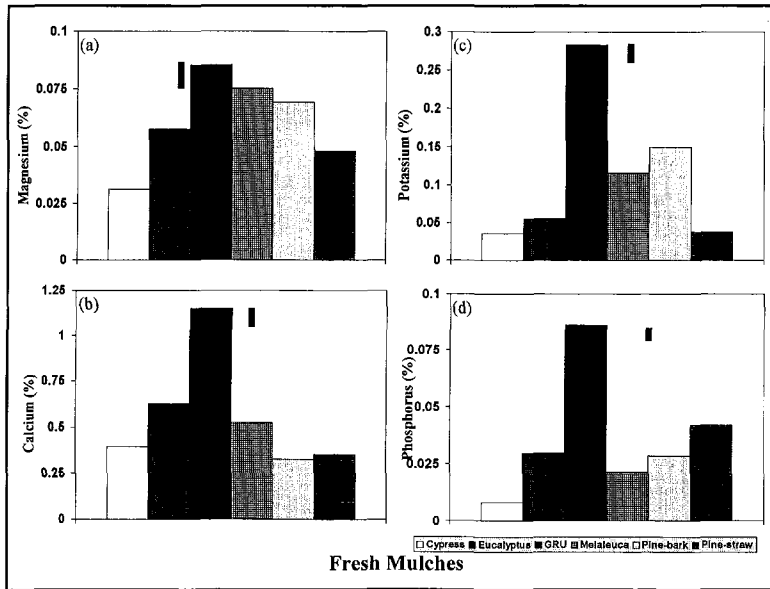 (a)
Magnesium (%)
0.1
0.075
0.05
0.025
0
(c)
Potassium (%)
0.3
0.25
0.2
0.15
0.1
0.05
0
(b)
Calcium (%)
1.25
1
0.75
0.5
0.25
0
(d)
Phosphorus (%)
0.1
0.075
0.05
0.025
0
Cypress Eucalyptus GRU Melaleuca Pine-bark Pine-straw
Fresh Mulches